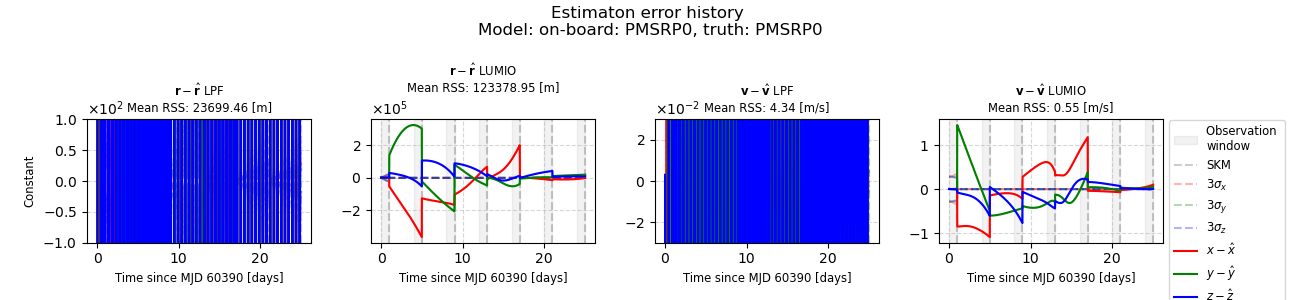 Estimaton error history
Model: on-board: PMSRP0, truth: PMSRP0
r − r̂ LPF
×10² Mean RSS: 23699.46 [m]
1.0
0.5
0.0
−0.5
−1.0
Constant
0 10 20
Time since MJD 60390 [days]
r − r̂ LUMIO
Mean RSS: 123378.95 [m]
×10⁵
2
0
−2
0 10 20
Time since MJD 60390 [days]
v − v̂ LPF
×10⁻² Mean RSS: 4.34 [m/s]
2
0
−2
0 10 20
Time since MJD 60390 [days]
v − v̂ LUMIO
Mean RSS: 0.55 [m/s]
1
0
−1
0 10 20
Time since MJD 60390 [days]
Observation
window
SKM
3σₓ
3σ_y
3σ_z
x − x̂
y − ŷ
z − ẑ